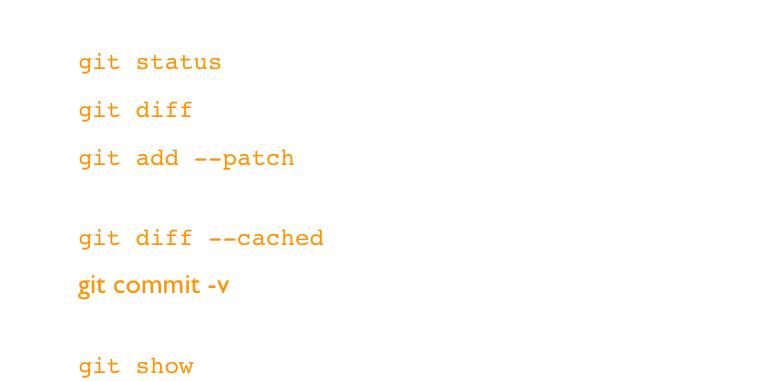 git status
git diff
git add --patch
git diff --cached
git commit -v
git show